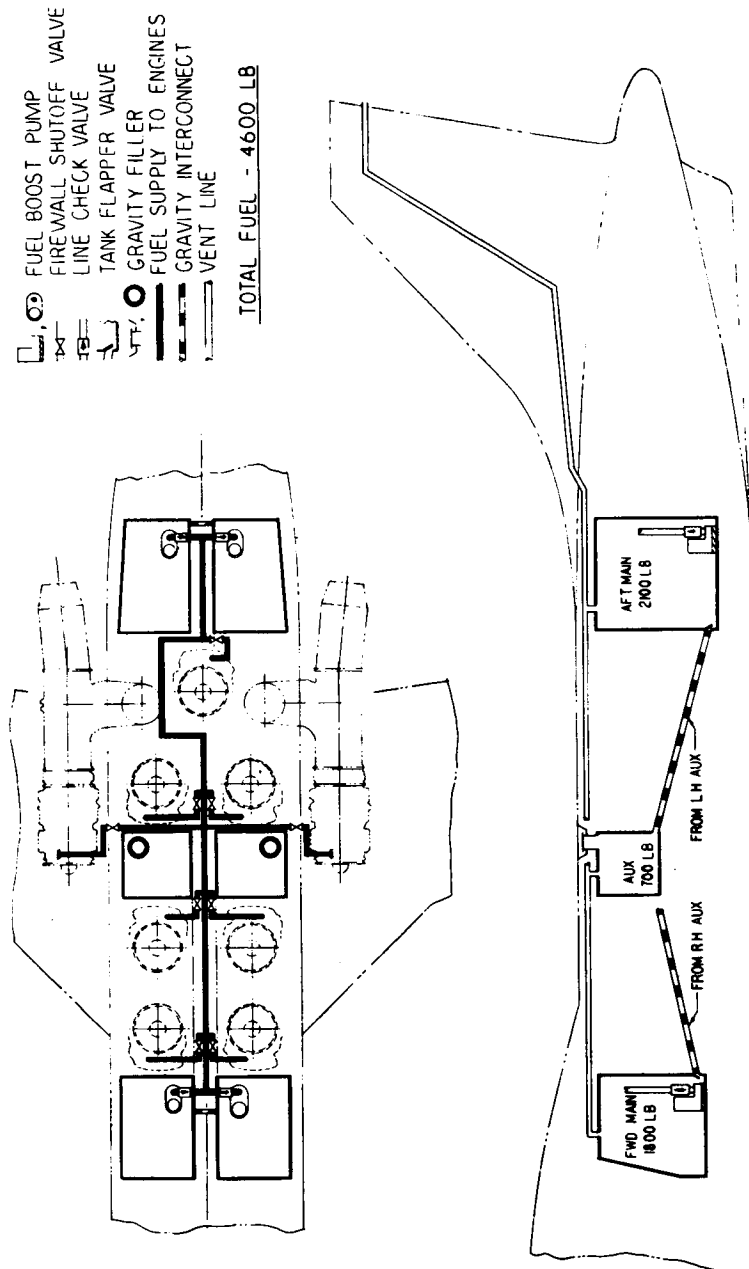 FUEL BOOST PUMP
FIREWALL SHUTOFF VALVE
LINE CHECK VALVE
TANK FLAPPER VALVE
GRAVITY FILLER
FUEL SUPPLY TO ENGINES
GRAVITY INTERCONNECT
VENT LINE
TOTAL FUEL - 4600 LB
AFT MAIN
2100 LB
FROM LH AUX
AUX
700 LB
FROM RH AUX
FWD MAIN
1800 LB